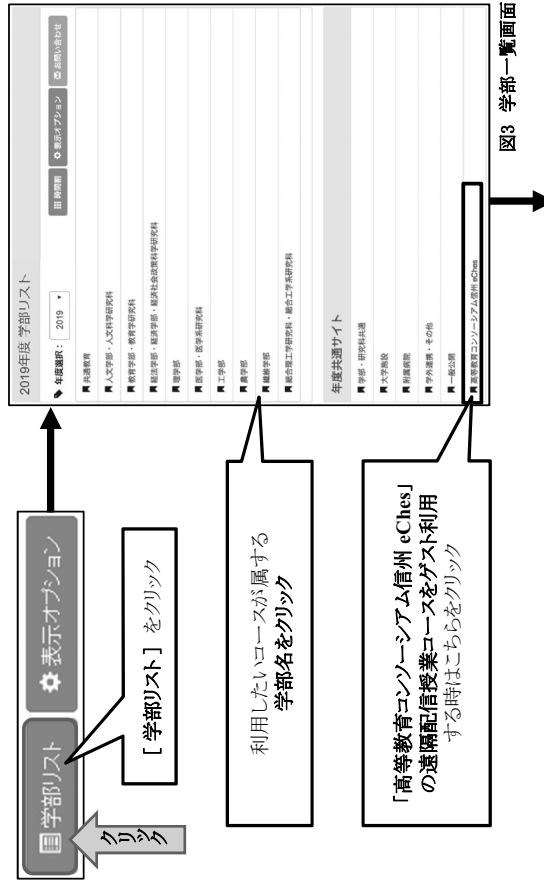 学部リスト
表示オプション
クリック
[ 学部リスト ] をクリック
利用したいコースが属する
学部名をクリック
「高等教育コンソーシアム信州 eChes」
の遠隔配信授業コースをゲスト利用
する時はこちらをクリック
2019年度 学部リスト
年度選択： 2019
時間割
表示オプション
お問い合わせ
共通教育
人文学部・人文科学研究科
教育学部・教育学研究科
経法学部・経済学部・経済社会政策科学研究科
理学部
医学部・医学系研究科
工学部
農学部
繊維学部
総合理工学研究科・総合工学系研究科
年度共通サイト
学部・研究科共通
大学施設
附属病院
学外連携・その他
一般公開
高等教育コンソーシアム信州 eChes
図3 学部一覧画面